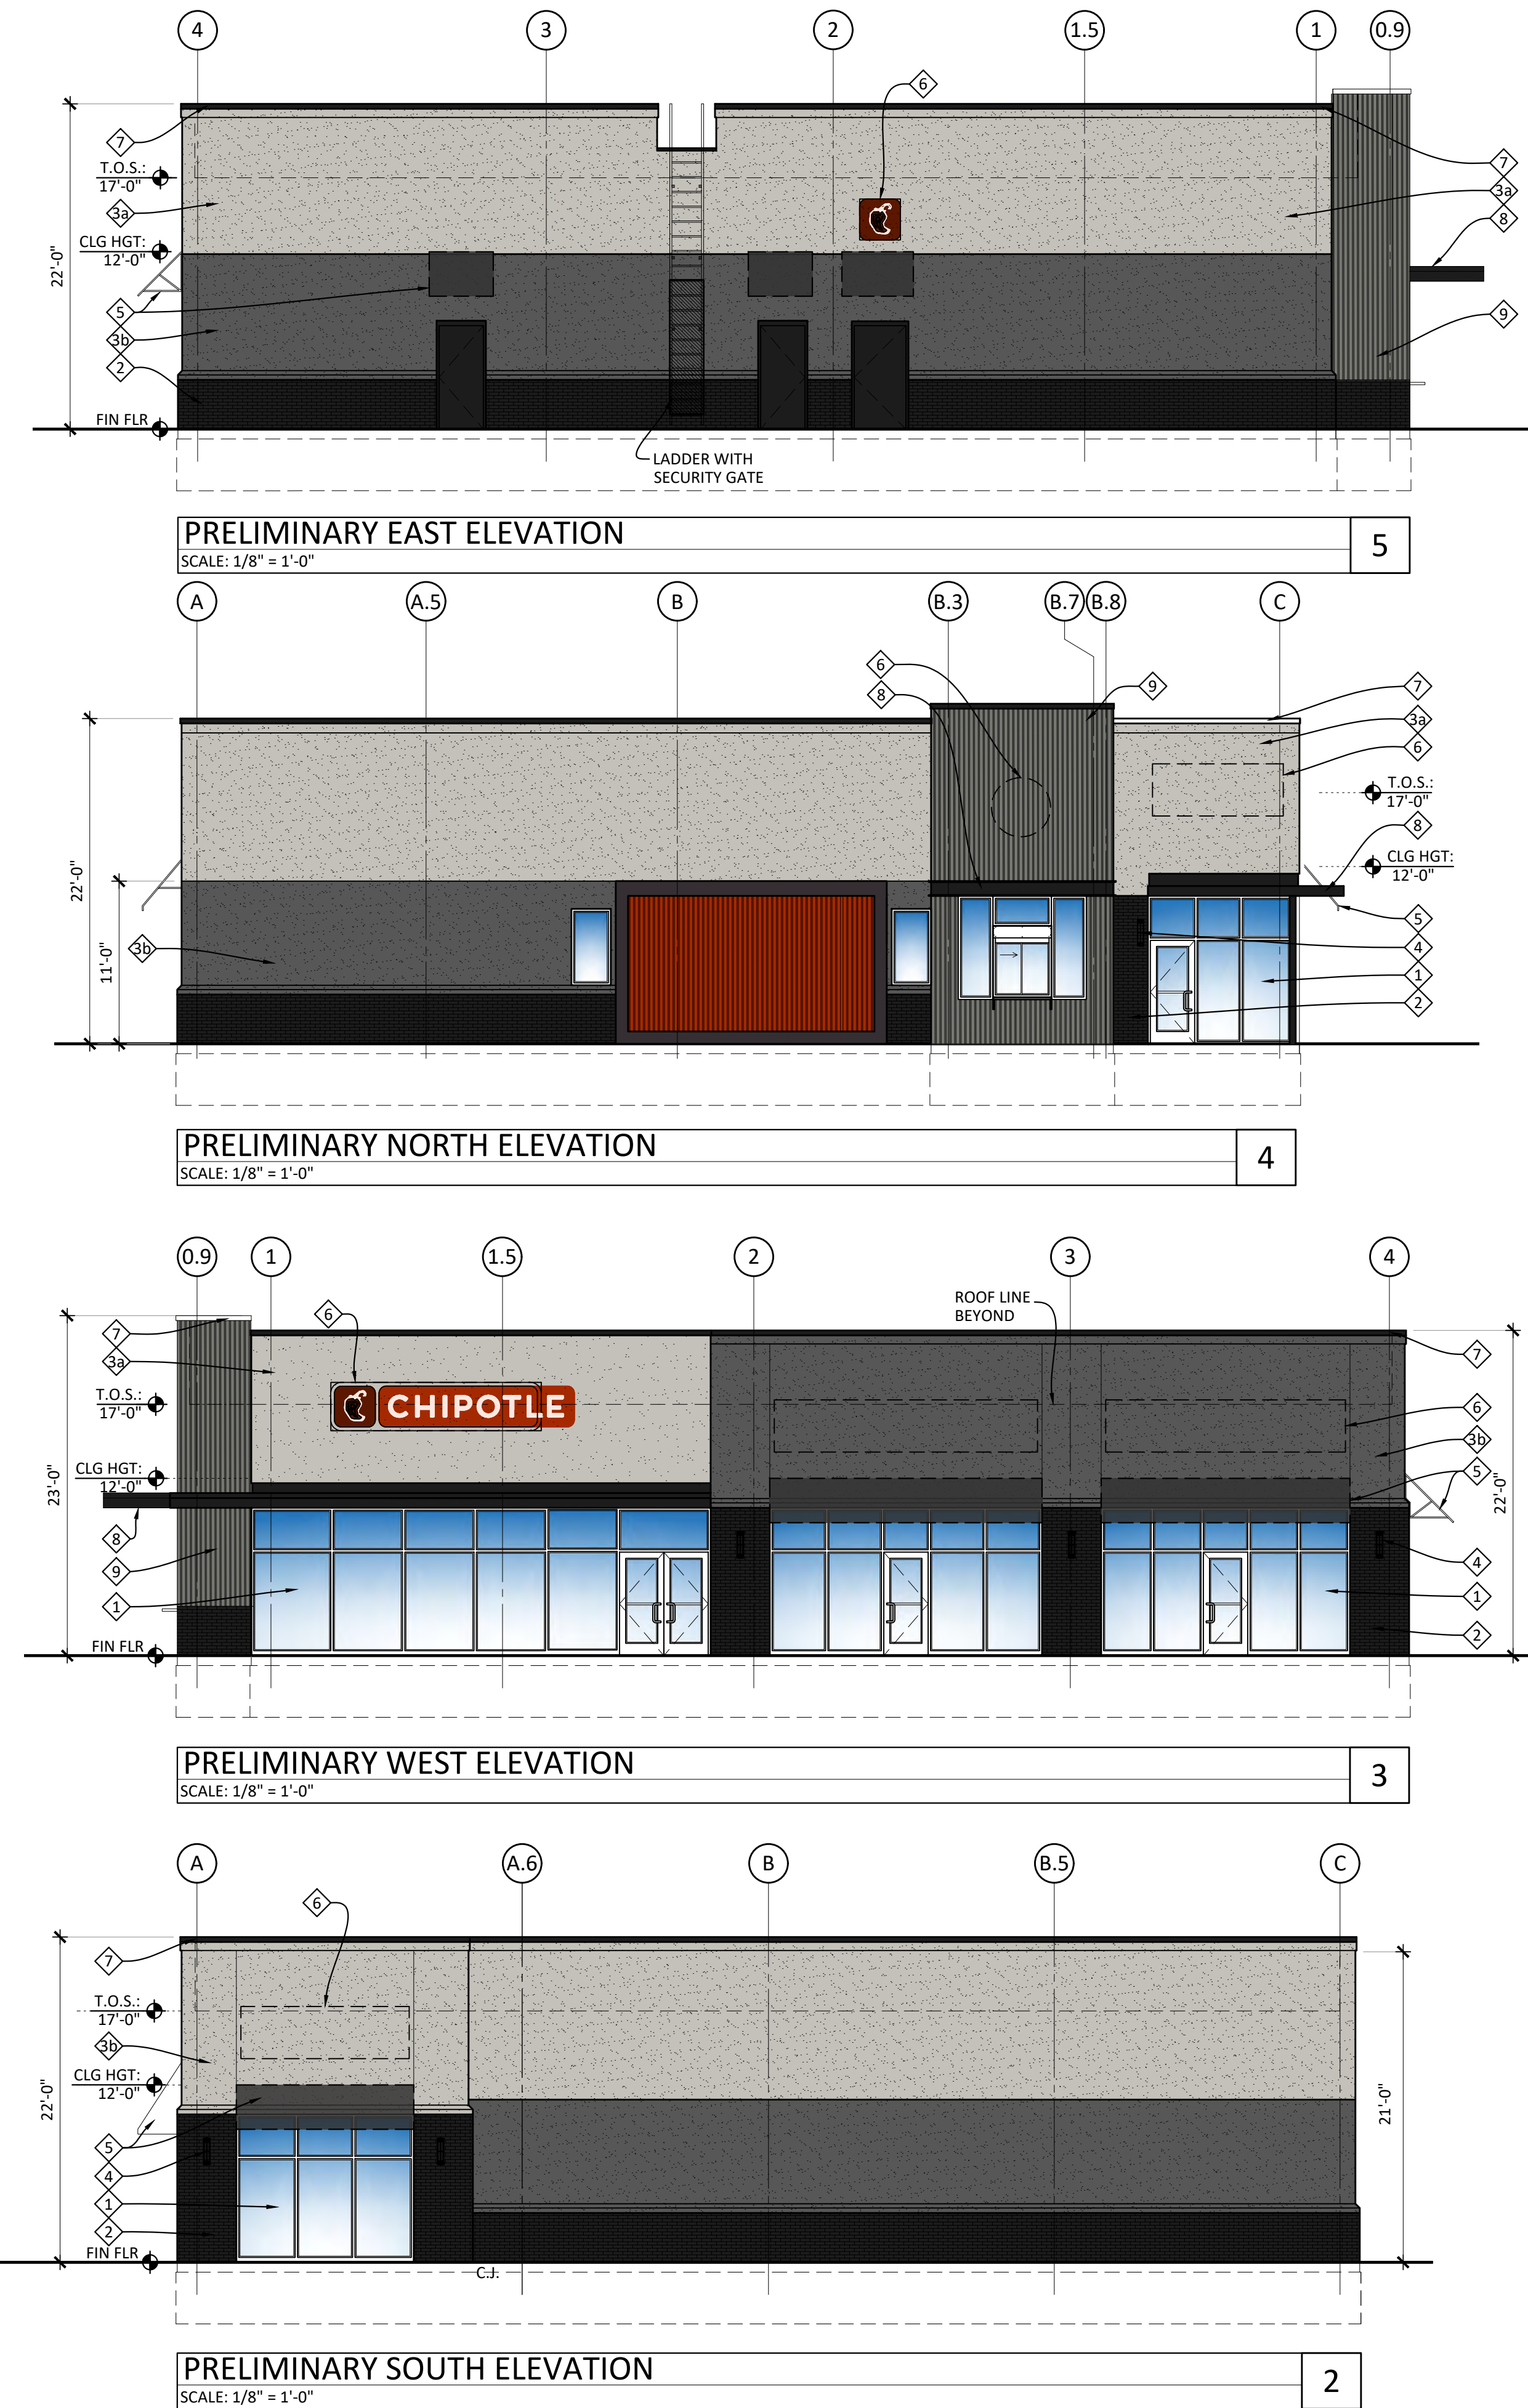 4 3 2 1.5 1 0.9
6
7
7
T.O.S.:
17'-0"
3a
3a
8
CLG HGT:
12'-0"
22'-0"
5
9
3b
2
FIN FLR
LADDER WITH
SECURITY GATE
PRELIMINARY EAST ELEVATION
SCALE: 1/8" = 1'-0"
5
A A.5 B B.3 B.7 B.8 C
6
8
9
7
3a
6
T.O.S.:
17'-0"
8
CLG HGT:
12'-0"
22'-0"
11'-0"
3b
5
4
1
2
PRELIMINARY NORTH ELEVATION
SCALE: 1/8" = 1'-0"
4
0.9 1 1.5 2 3 4
ROOF LINE
BEYOND
6
7
3a
7
T.O.S.:
17'-0"
CHIPOTLE
6
3b
CLG HGT:
12'-0"
5
23'-0"
22'-0"
8
9
1
4
1
2
FIN FLR
PRELIMINARY WEST ELEVATION
SCALE: 1/8" = 1'-0"
3
A A.6 B B.5 C
6
7
T.O.S.:
17'-0"
3b
CLG HGT:
12'-0"
22'-0"
21'-0"
5
4
1
2
FIN FLR
C.J.
PRELIMINARY SOUTH ELEVATION
SCALE: 1/8" = 1'-0"
2